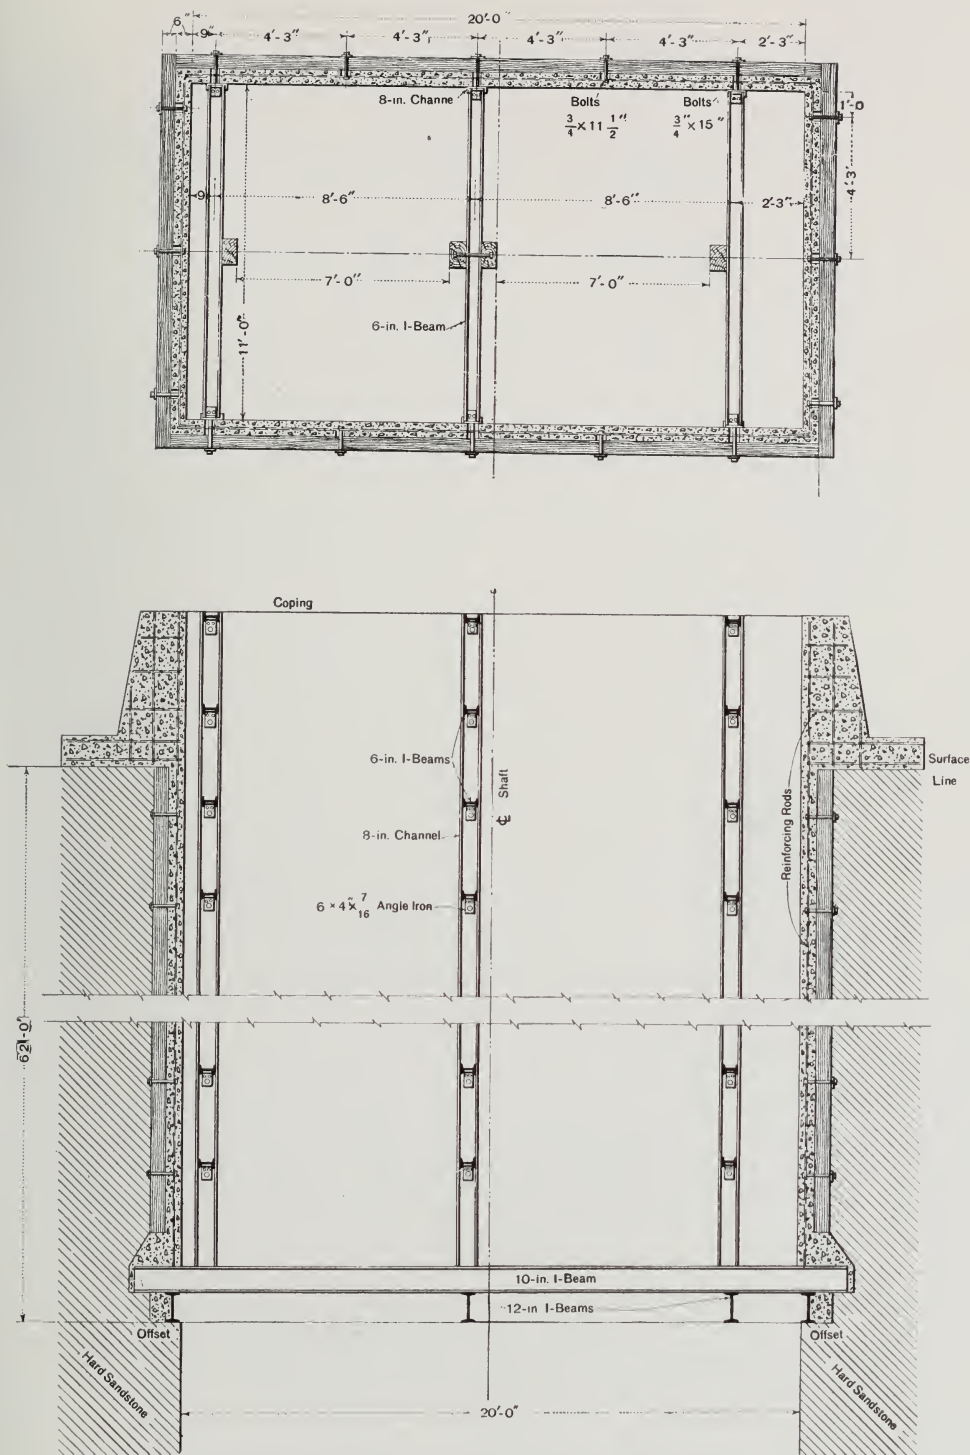 20'-0"
6" 9" 4'-3" 4'-3" 4'-3" 4'-3" 2'-3"
8-in. Channe Bolts Bolts 1'-0
3/4 × 11 1/2" 3/4" × 15"
4'-3'
9 8'-6" 8'-6" 2'-3"
7'-0" 7'-0"
6-in. I-Beam
11'-0"
Coping
6-in. I-Beams
Shaft
Surface
Line
8-in. Channel
Reinforcing Rods
6 × 4" × 7/16 Angle Iron
10-in. I-Beam
12-in I-Beams
Offset Offset
Hard Sandstone Hard Sandstone
20'-0"